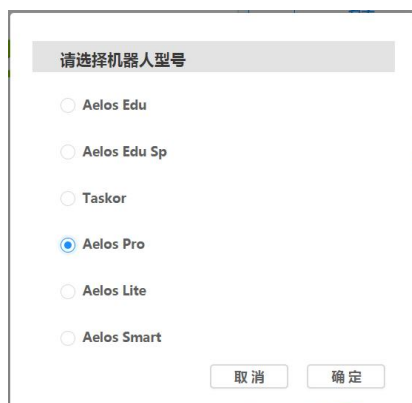 请选择机器人型号
Aelos Edu
Aelos Edu Sp
Taskor
Aelos Pro
Aelos Lite
Aelos Smart
取消 确定